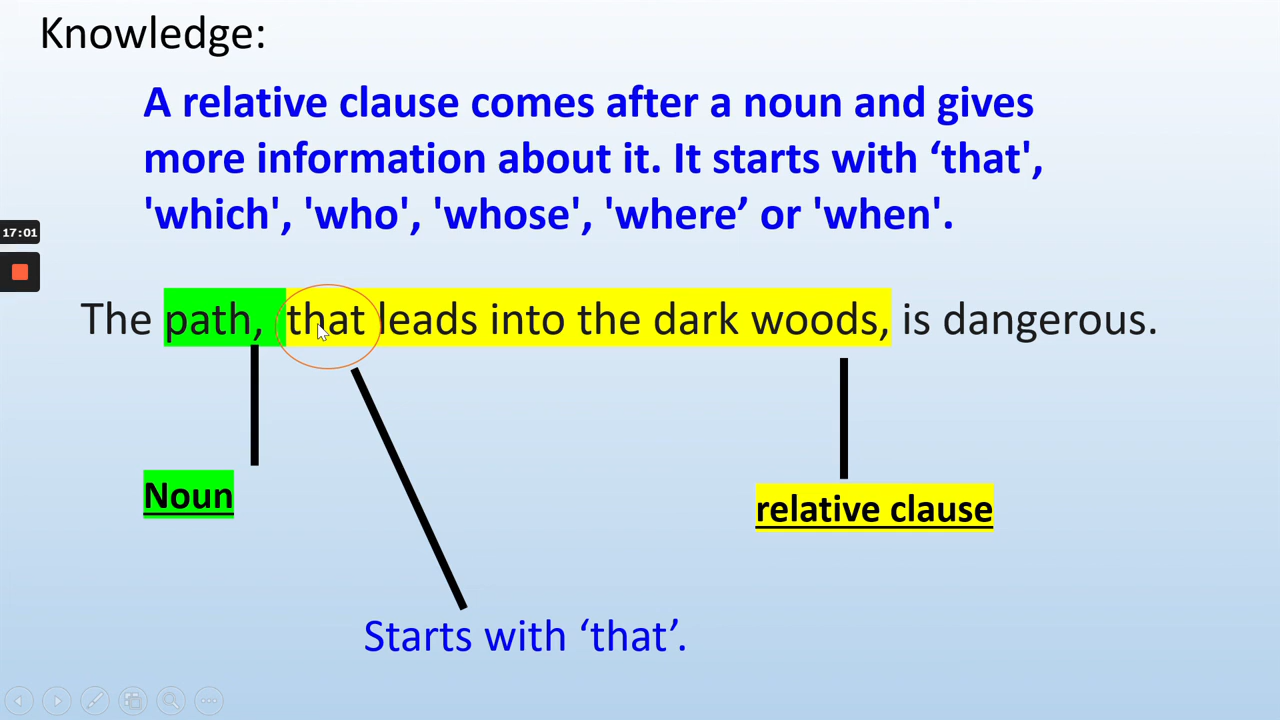 Knowledge:
A relative clause comes after a noun and gives
more information about it. It starts with ‘that',
'which', 'who', 'whose', 'where’ or 'when'.
17:01
The path, that leads into the dark woods, is dangerous.
Noun
relative clause
Starts with ‘that’.